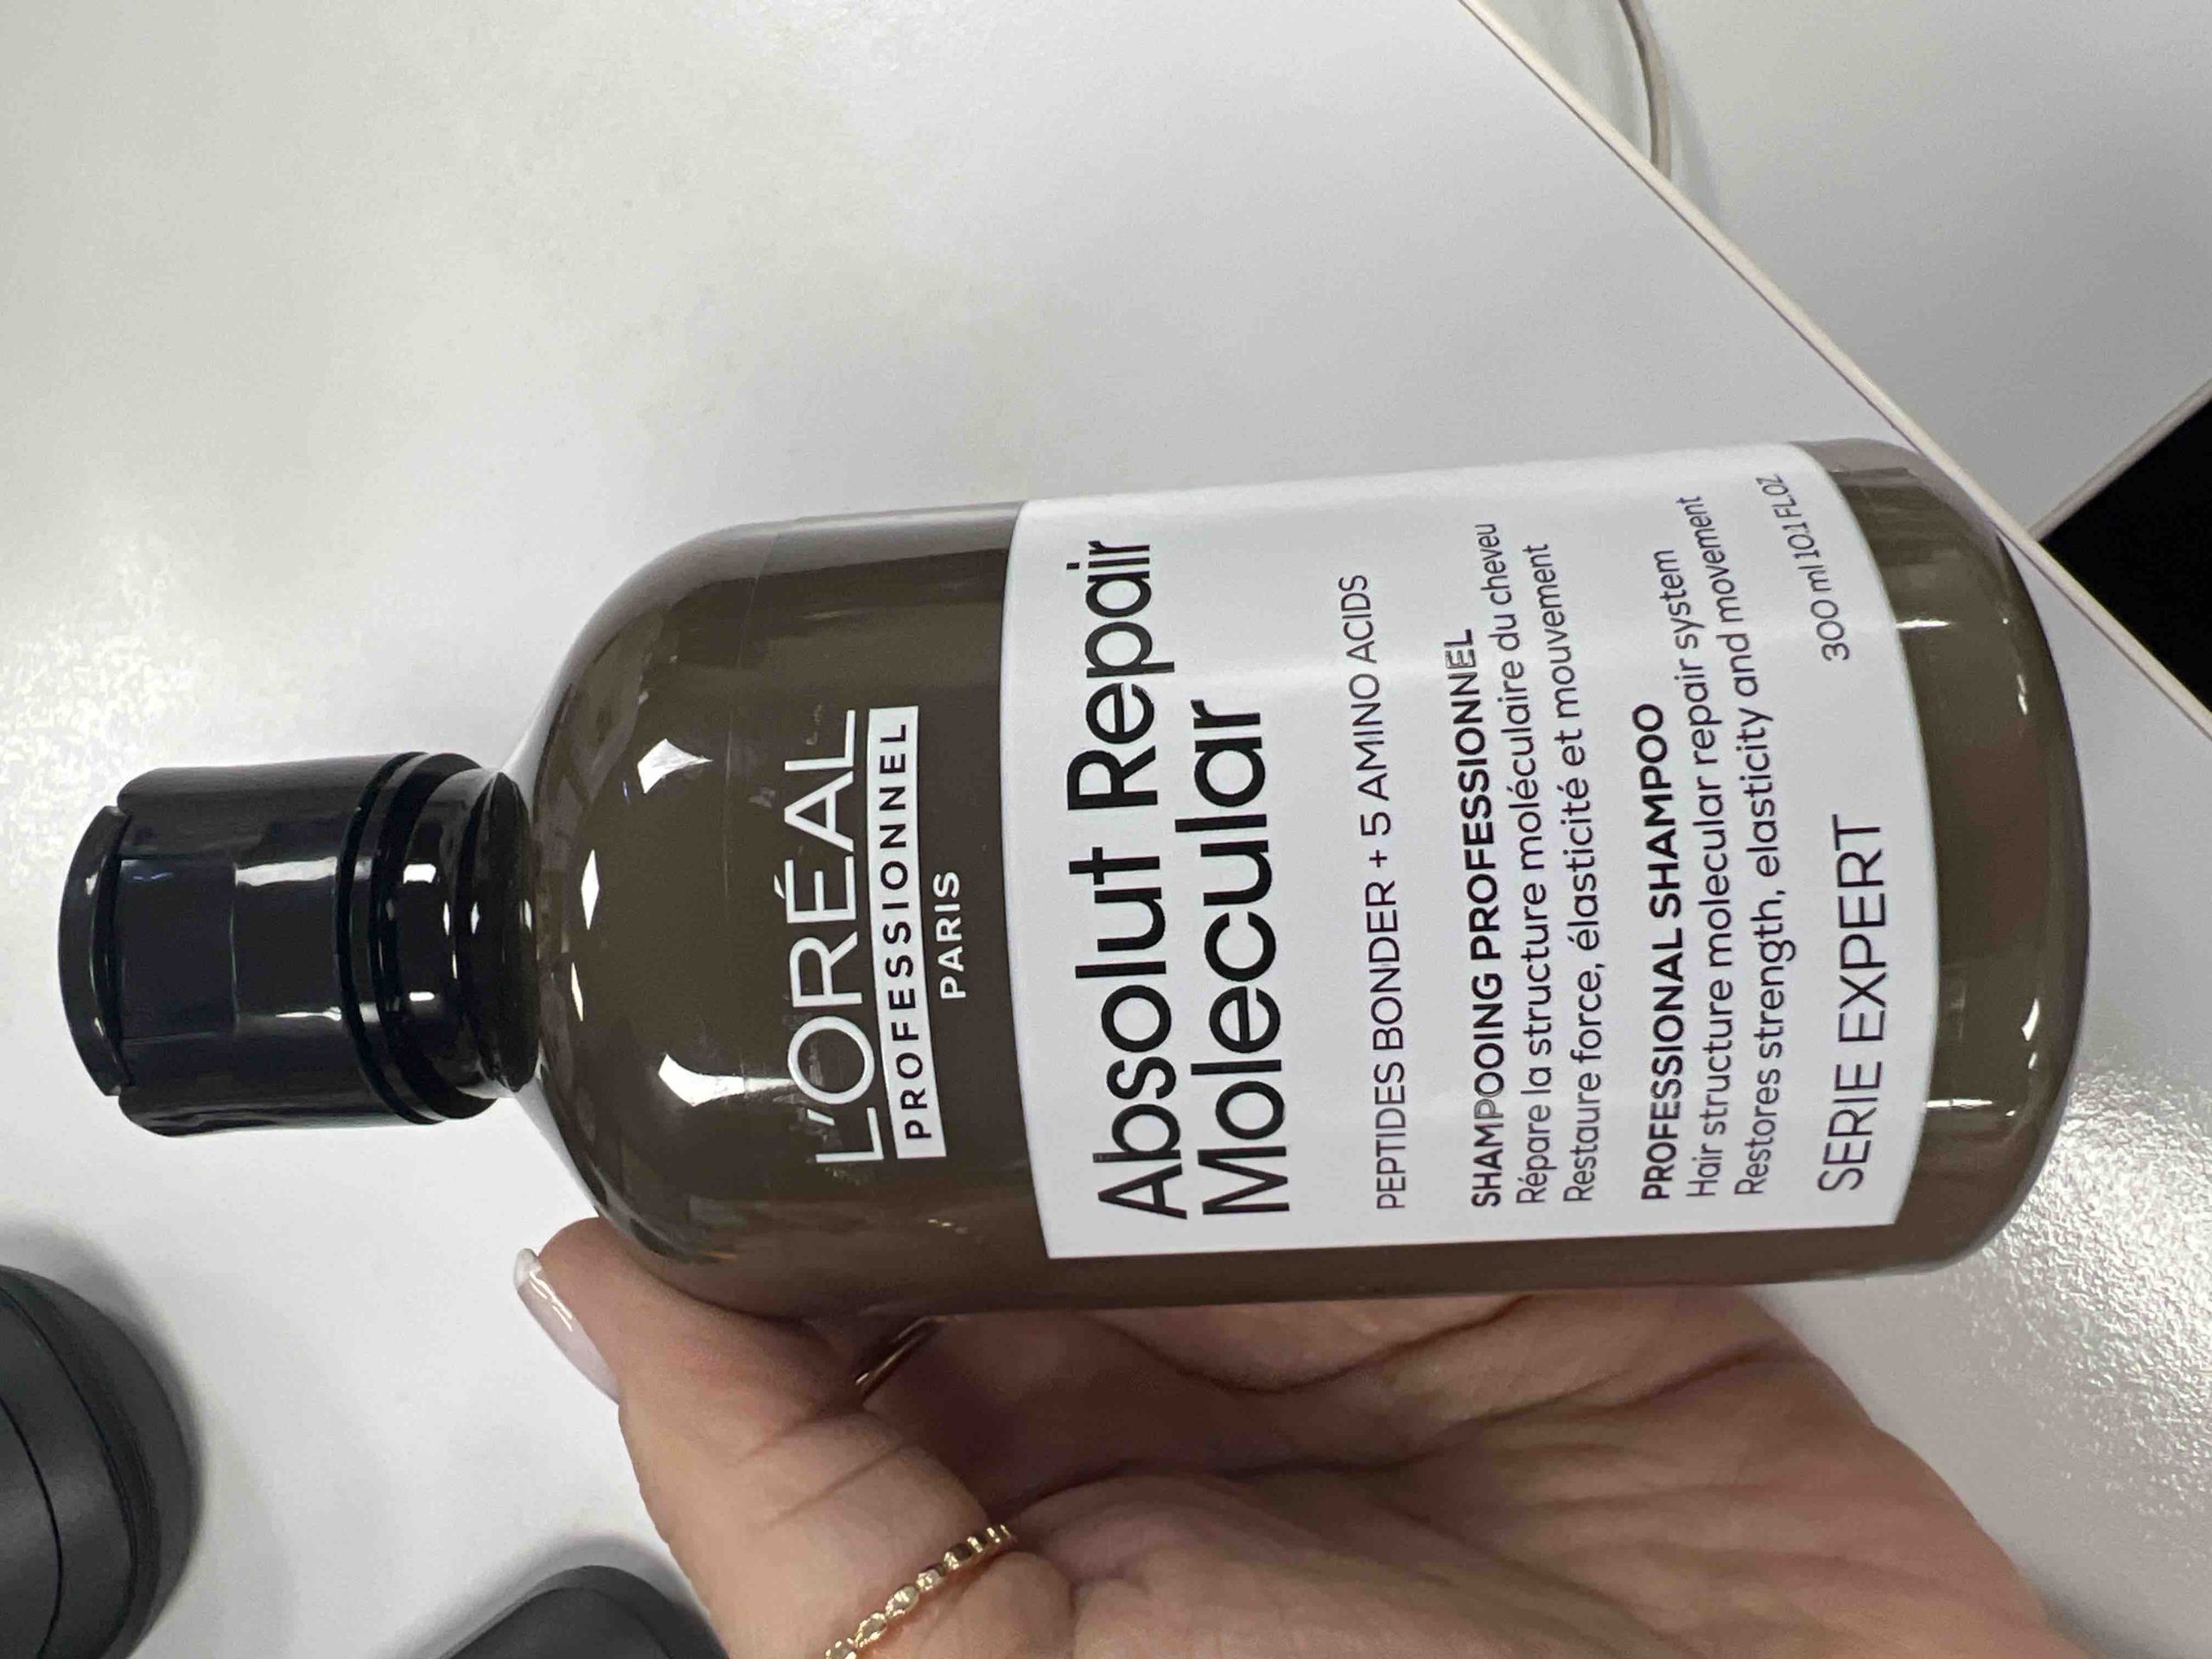 L'ORÉAL
PROFESSIONNEL
PARIS
Absolut Repair
Molecular
PEPTIDES BONDER + 5 AMINO ACIDS
SHAMPOOING PROFESSIONNEL
Répare la structure moléculaire du cheveu
Restaure force, élasticité et mouvement
PROFESSIONAL SHAMPOO
Hair structure molecular repair system
Restores strength, elasticity and movement
SERIE EXPERT 300 ml 10.1 FL OZ